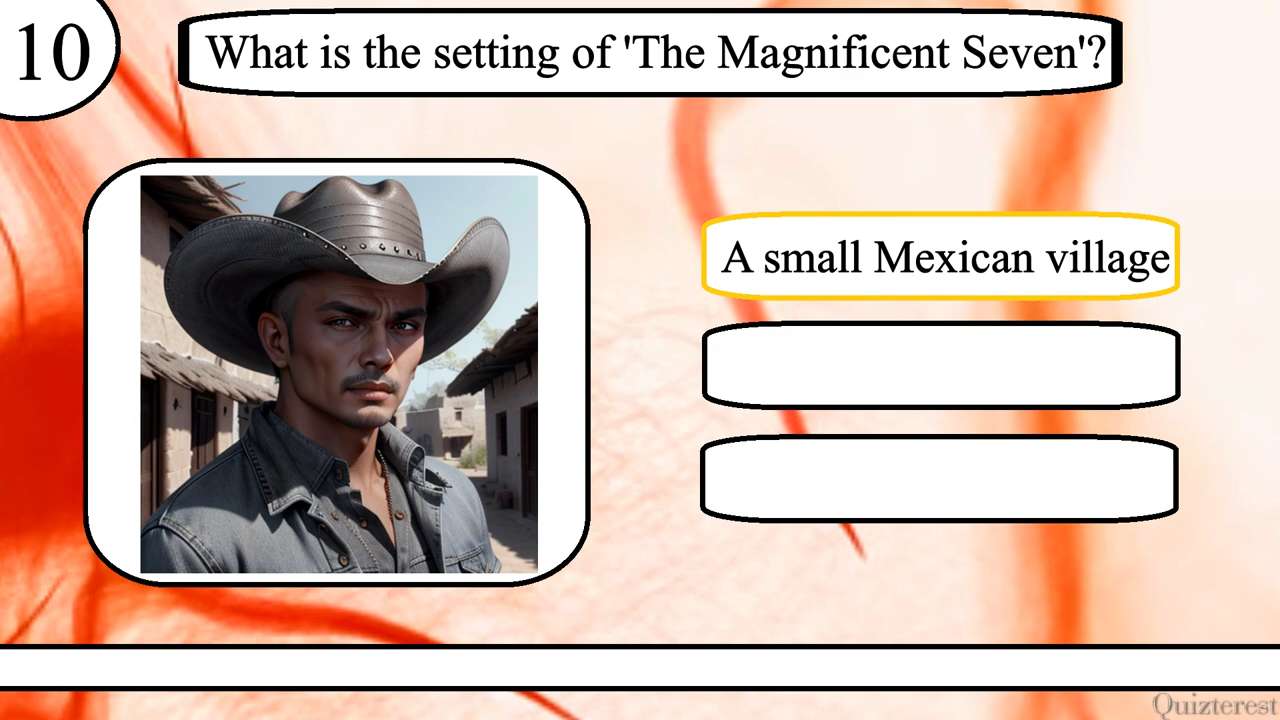 10
What is the setting of 'The Magnificent Seven'?
A small Mexican village
Quizterest